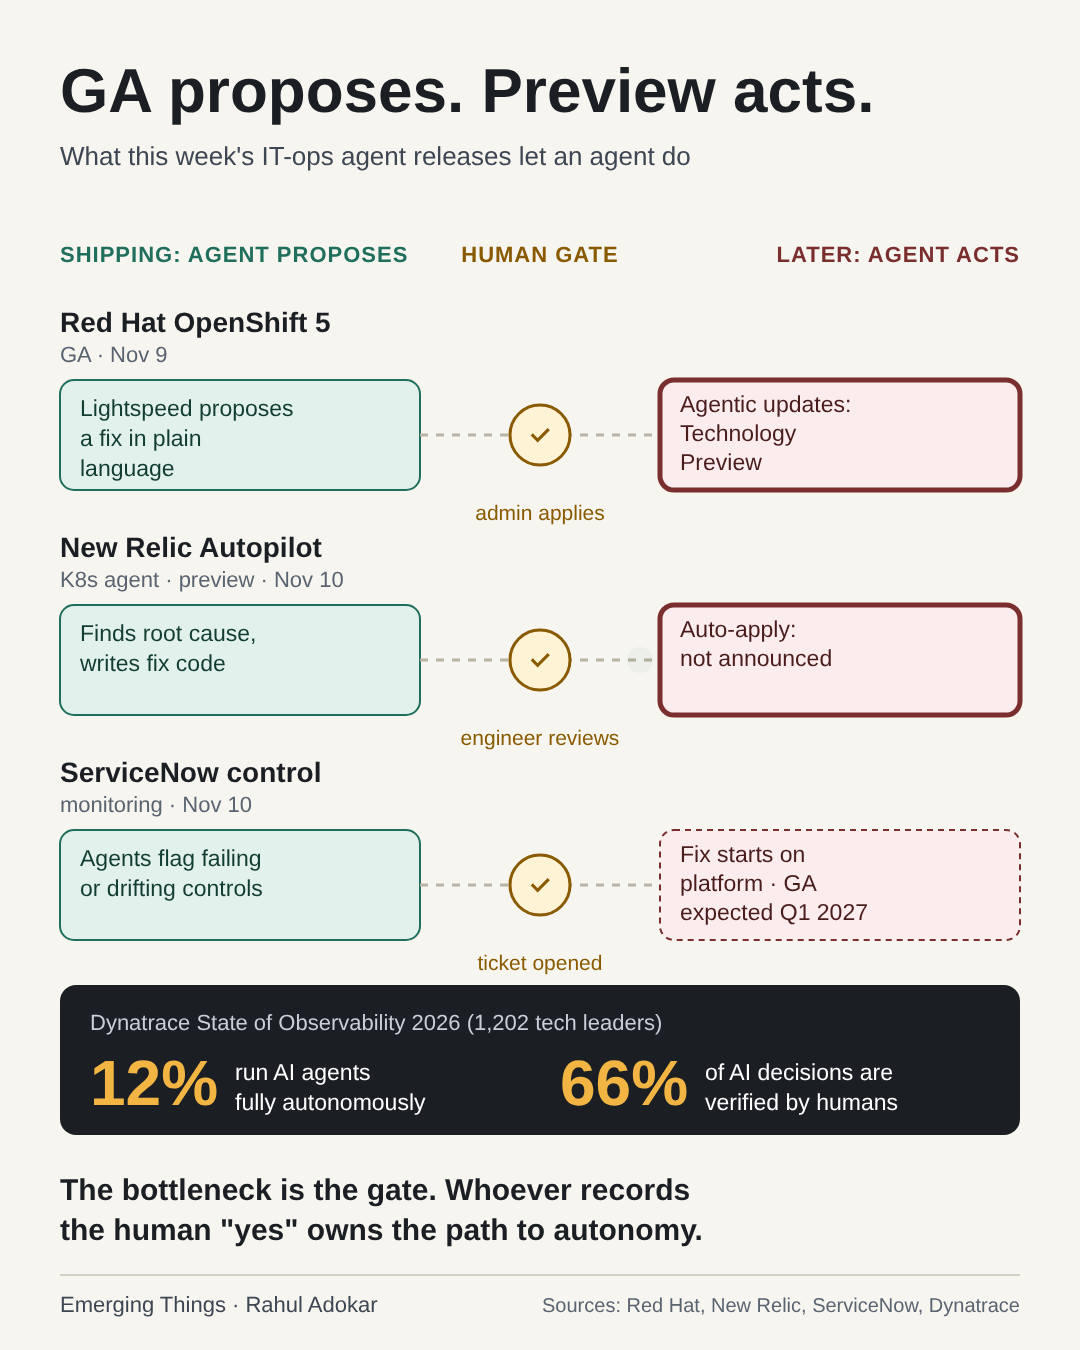 GA proposes. Preview acts.
What this week's IT-ops agent releases let an agent do
SHIPPING: AGENT PROPOSES
HUMAN GATE
LATER: AGENT ACTS
Red Hat OpenShift 5
GA · Nov 9
Lightspeed proposes
a fix in plain
language
admin applies
Agentic updates:
Technology
Preview
New Relic Autopilot
K8s agent · preview · Nov 10
Finds root cause,
writes fix code
engineer reviews
Auto-apply:
not announced
ServiceNow control
monitoring · Nov 10
Agents flag failing
or drifting controls
ticket opened
Fix starts on
platform · GA
expected Q1 2027
Dynatrace State of Observability 2026 (1,202 tech leaders)
12%
run AI agents
fully autonomously
66%
of AI decisions are
verified by humans
The bottleneck is the gate. Whoever records
the human "yes" owns the path to autonomy.
Emerging Things · Rahul Adokar
Sources: Red Hat, New Relic, ServiceNow, Dynatrace